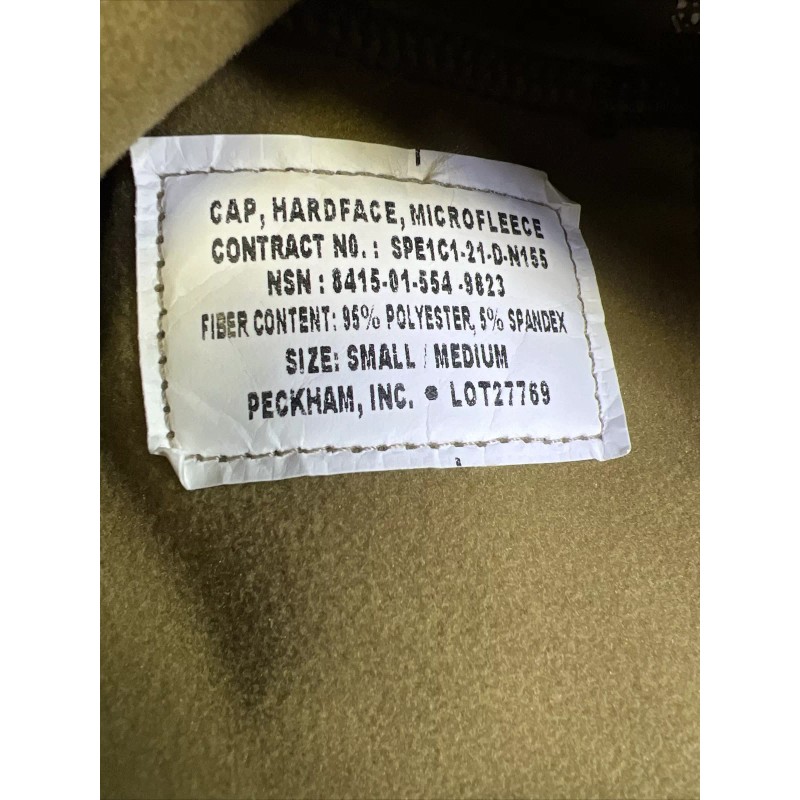 CAP, HARDFACE, MICROFLEECE
CONTRACT NO. : SPE1C1-21-D-N155
NSN : 8415-01-554 -9823
FIBER CONTENT: 95% POLYESTER, 5% SPANDEX
SIZE: SMALL / MEDIUM
PECKHAM, INC. • LOT27769